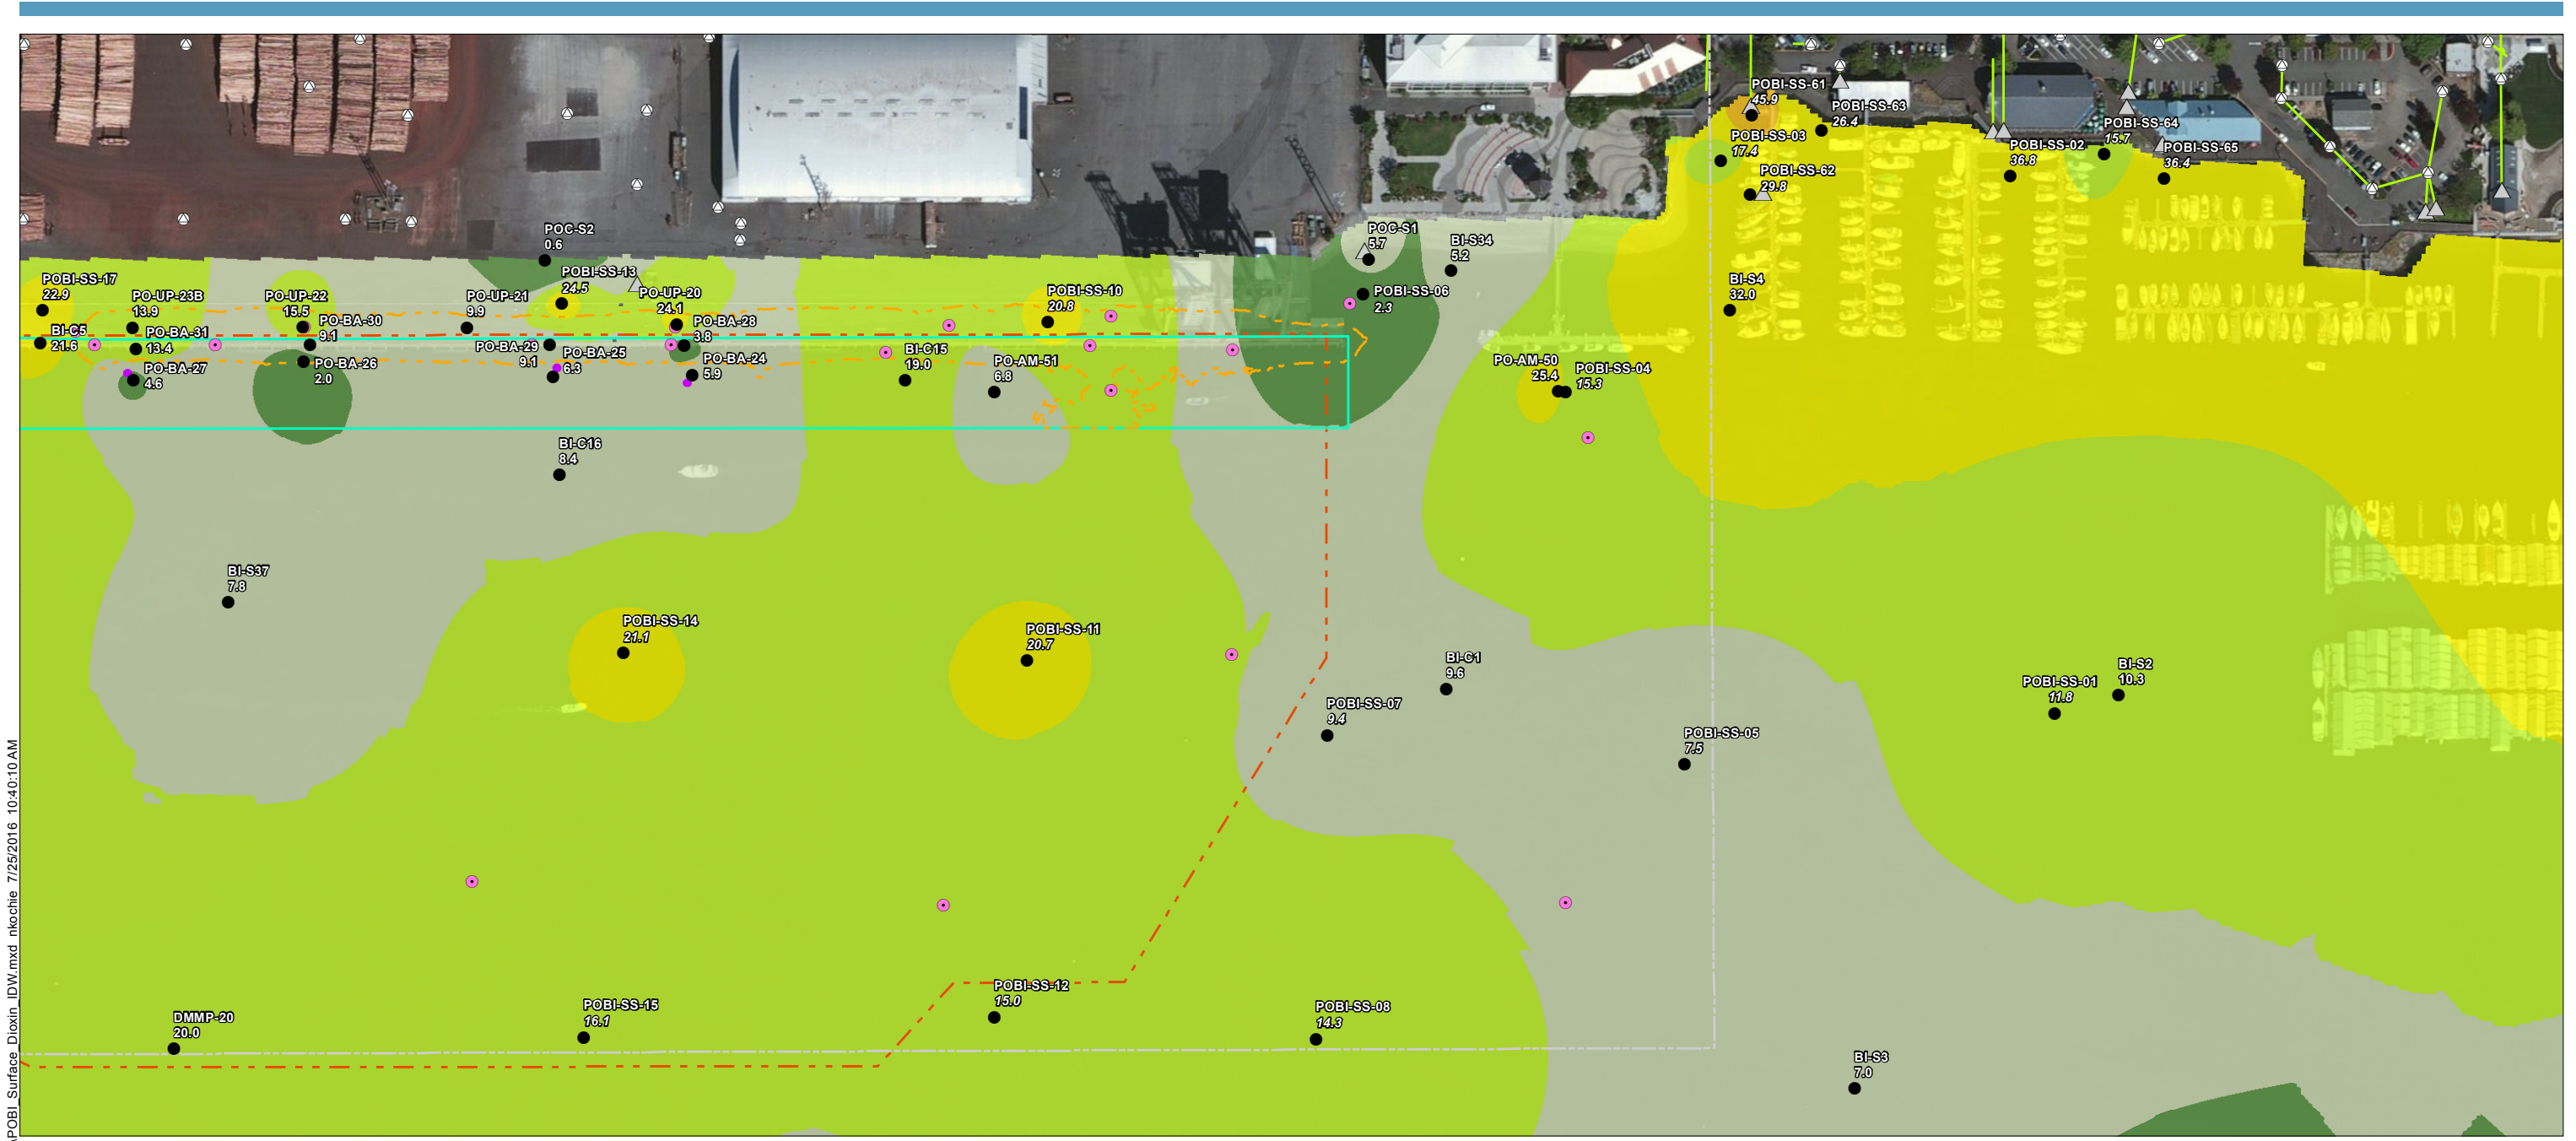 POBI-SS-61
45.9
POBI-SS-63
26.4
POBI-SS-03
17.4
POBI-SS-64
15.7
POBI-SS-02
36.8
POBI-SS-65
36.4
POBI-SS-62
29.8
POC-S2
0.6
POC-S1
5.7
BI-S34
5.2
POBI-SS-17
22.9
PO-UP-23B
13.9
PO-UP-22
15.5
PO-UP-21
9.9
POBI-SS-13
24.5
PO-UP-20
24.1
POBI-SS-10
20.8
POBI-SS-06
2.3
BI-S4
32.0
BI-C5
21.6
PO-BA-31
13.4
PO-BA-30
9.1
PO-BA-29
9.1
PO-BA-28
3.8
PO-BA-27
4.6
PO-BA-26
2.0
PO-BA-25
6.3
PO-BA-24
5.9
BI-C15
19.0
PO-AM-51
6.8
PO-AM-50
25.4
POBI-SS-04
15.3
BI-C16
8.4
BI-S37
7.8
POBI-SS-14
21.1
POBI-SS-11
20.7
BI-C1
9.6
POBI-SS-07
9.4
POBI-SS-05
7.5
POBI-SS-01
11.8
BI-S2
10.3
DMMP-20
20.0
POBI-SS-15
16.1
POBI-SS-12
15.0
POBI-SS-08
14.3
BI-S3
7.0
\POBI_Surface_Dioxin_IDW.mxd nkochie 7/25/2016 10:40:10 AM